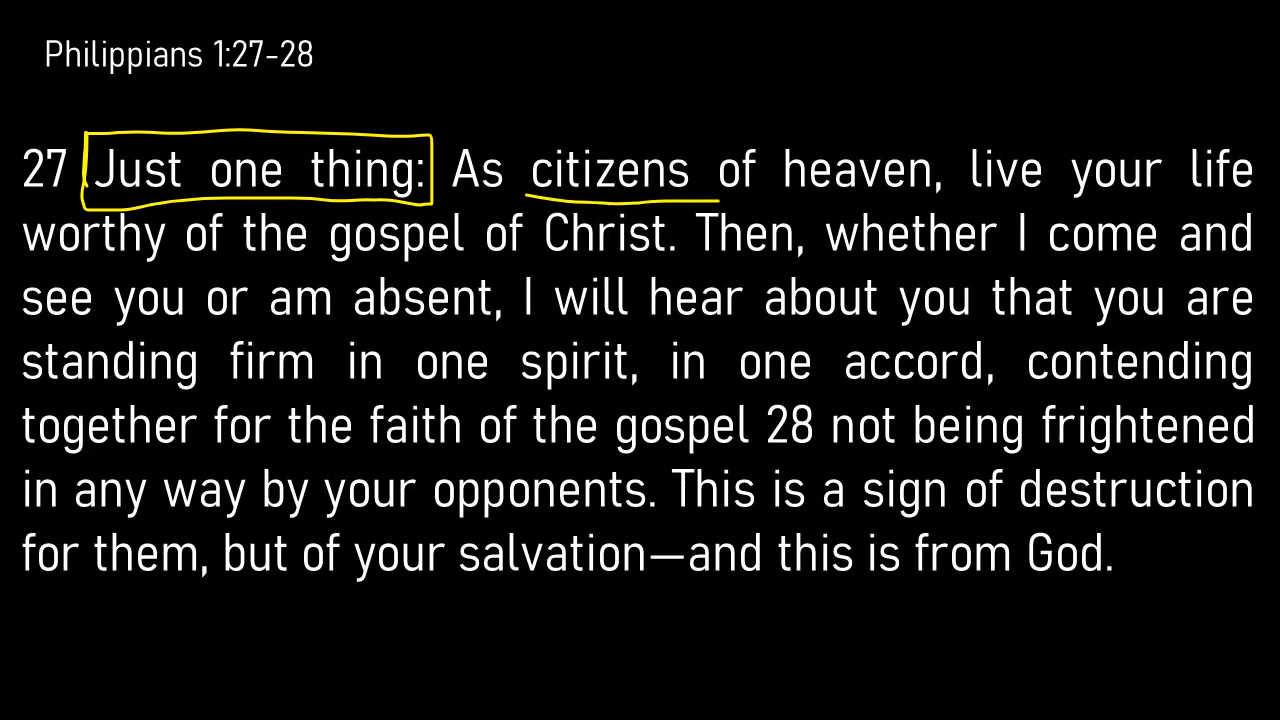 Philippians 1:27-28
27 Just one thing: As citizens of heaven, live your life
worthy of the gospel of Christ. Then, whether I come and
see you or am absent, I will hear about you that you are
standing firm in one spirit, in one accord, contending
together for the faith of the gospel 28 not being frightened
in any way by your opponents. This is a sign of destruction
for them, but of your salvation—and this is from God.